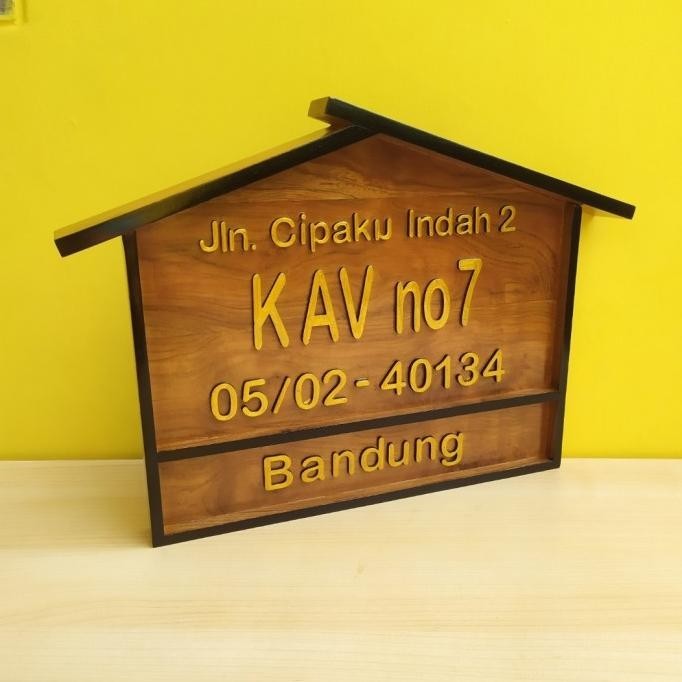 Jln. Cipaku Indah 2
KAV no7
05/02-40134
Bandung